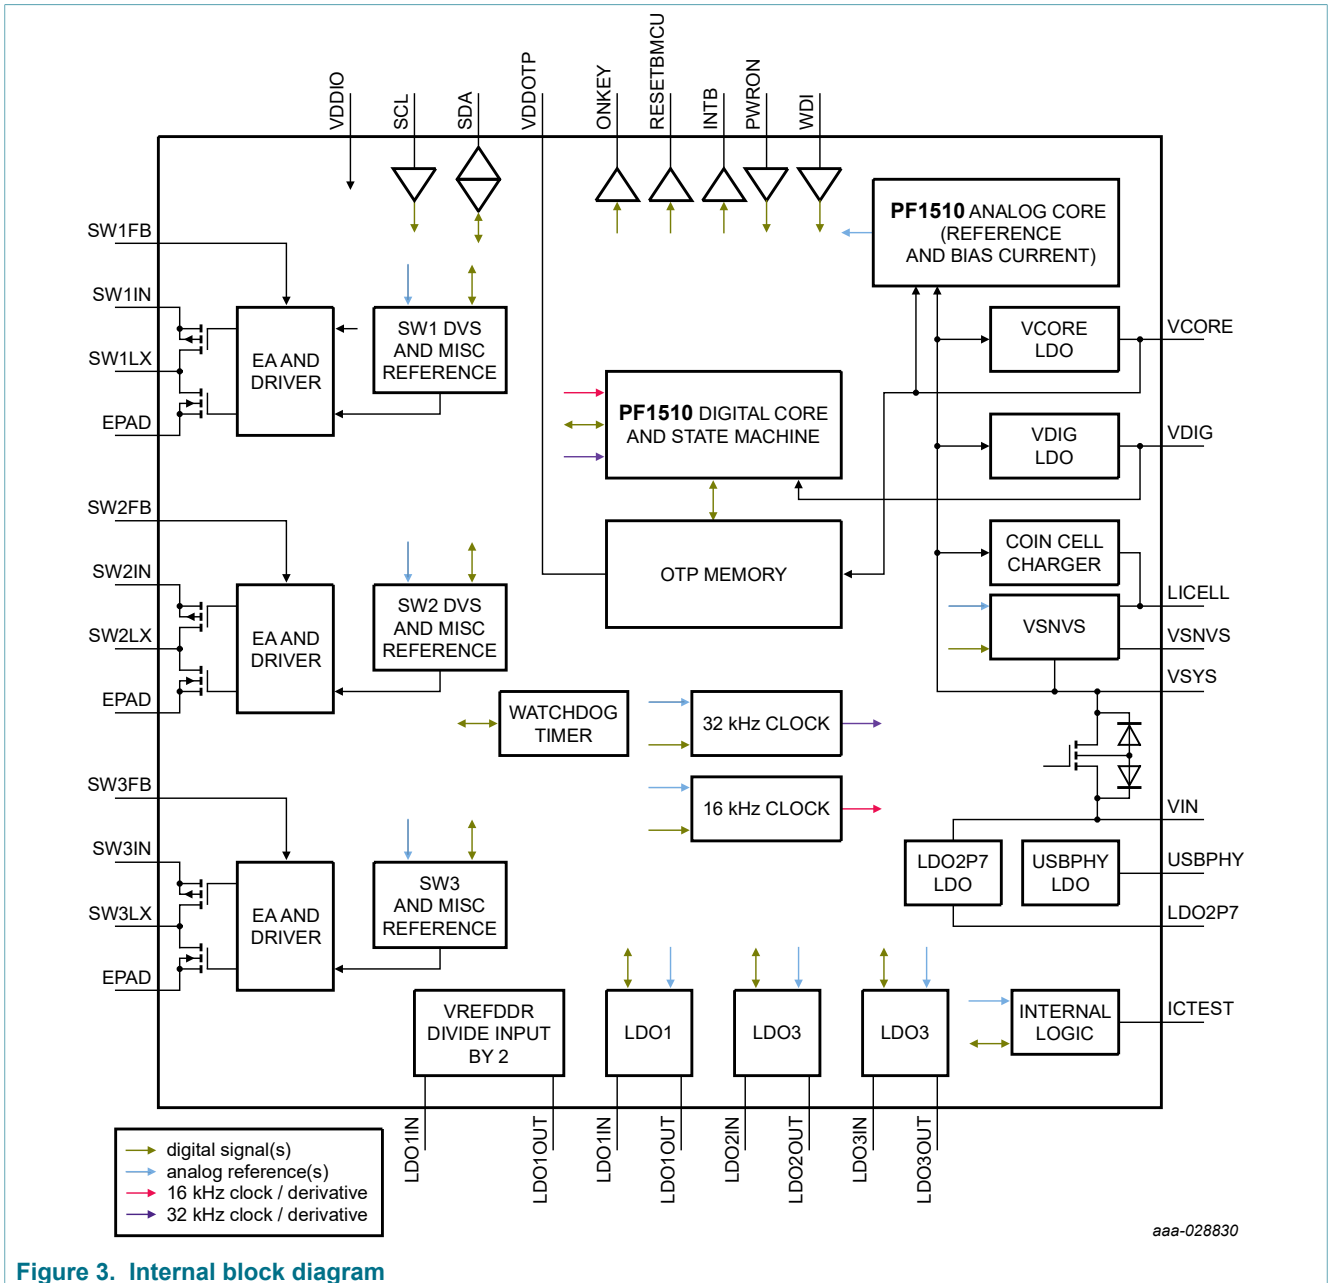 VDDIO
SCL
SDA
VDDOTP
ONKEY
RESETBMCU
INTB
PWRON
WDI
PF1510 ANALOG CORE
(REFERENCE
AND BIAS CURRENT)
SW1FB
SW1IN
SW1LX
EPAD
EA AND
DRIVER
SW1 DVS
AND MISC
REFERENCE
PF1510 DIGITAL CORE
AND STATE MACHINE
VCORE
LDO
VCORE
VDIG
LDO
VDIG
SW2FB
SW2IN
SW2LX
EPAD
EA AND
DRIVER
SW2 DVS
AND MISC
REFERENCE
OTP MEMORY
COIN CELL
CHARGER
LICELL
VSNVS
VSNVS
VSYS
WATCHDOG
TIMER
32 kHz CLOCK
16 kHz CLOCK
SW3FB
SW3IN
SW3LX
EPAD
EA AND
DRIVER
SW3
AND MISC
REFERENCE
VIN
LDO2P7
LDO
USBPHY
LDO
USBPHY
LDO2P7
VREFDDR
DIVIDE INPUT
BY 2
LDO1
LDO3
LDO3
INTERNAL
LOGIC
ICTEST
LDO1IN
LDO1OUT
LDO1IN
LDO1OUT
LDO2IN
LDO2OUT
LDO3IN
LDO3OUT
digital signal(s)
analog reference(s)
16 kHz clock / derivative
32 kHz clock / derivative
aaa-028830
Figure 3. Internal block diagram